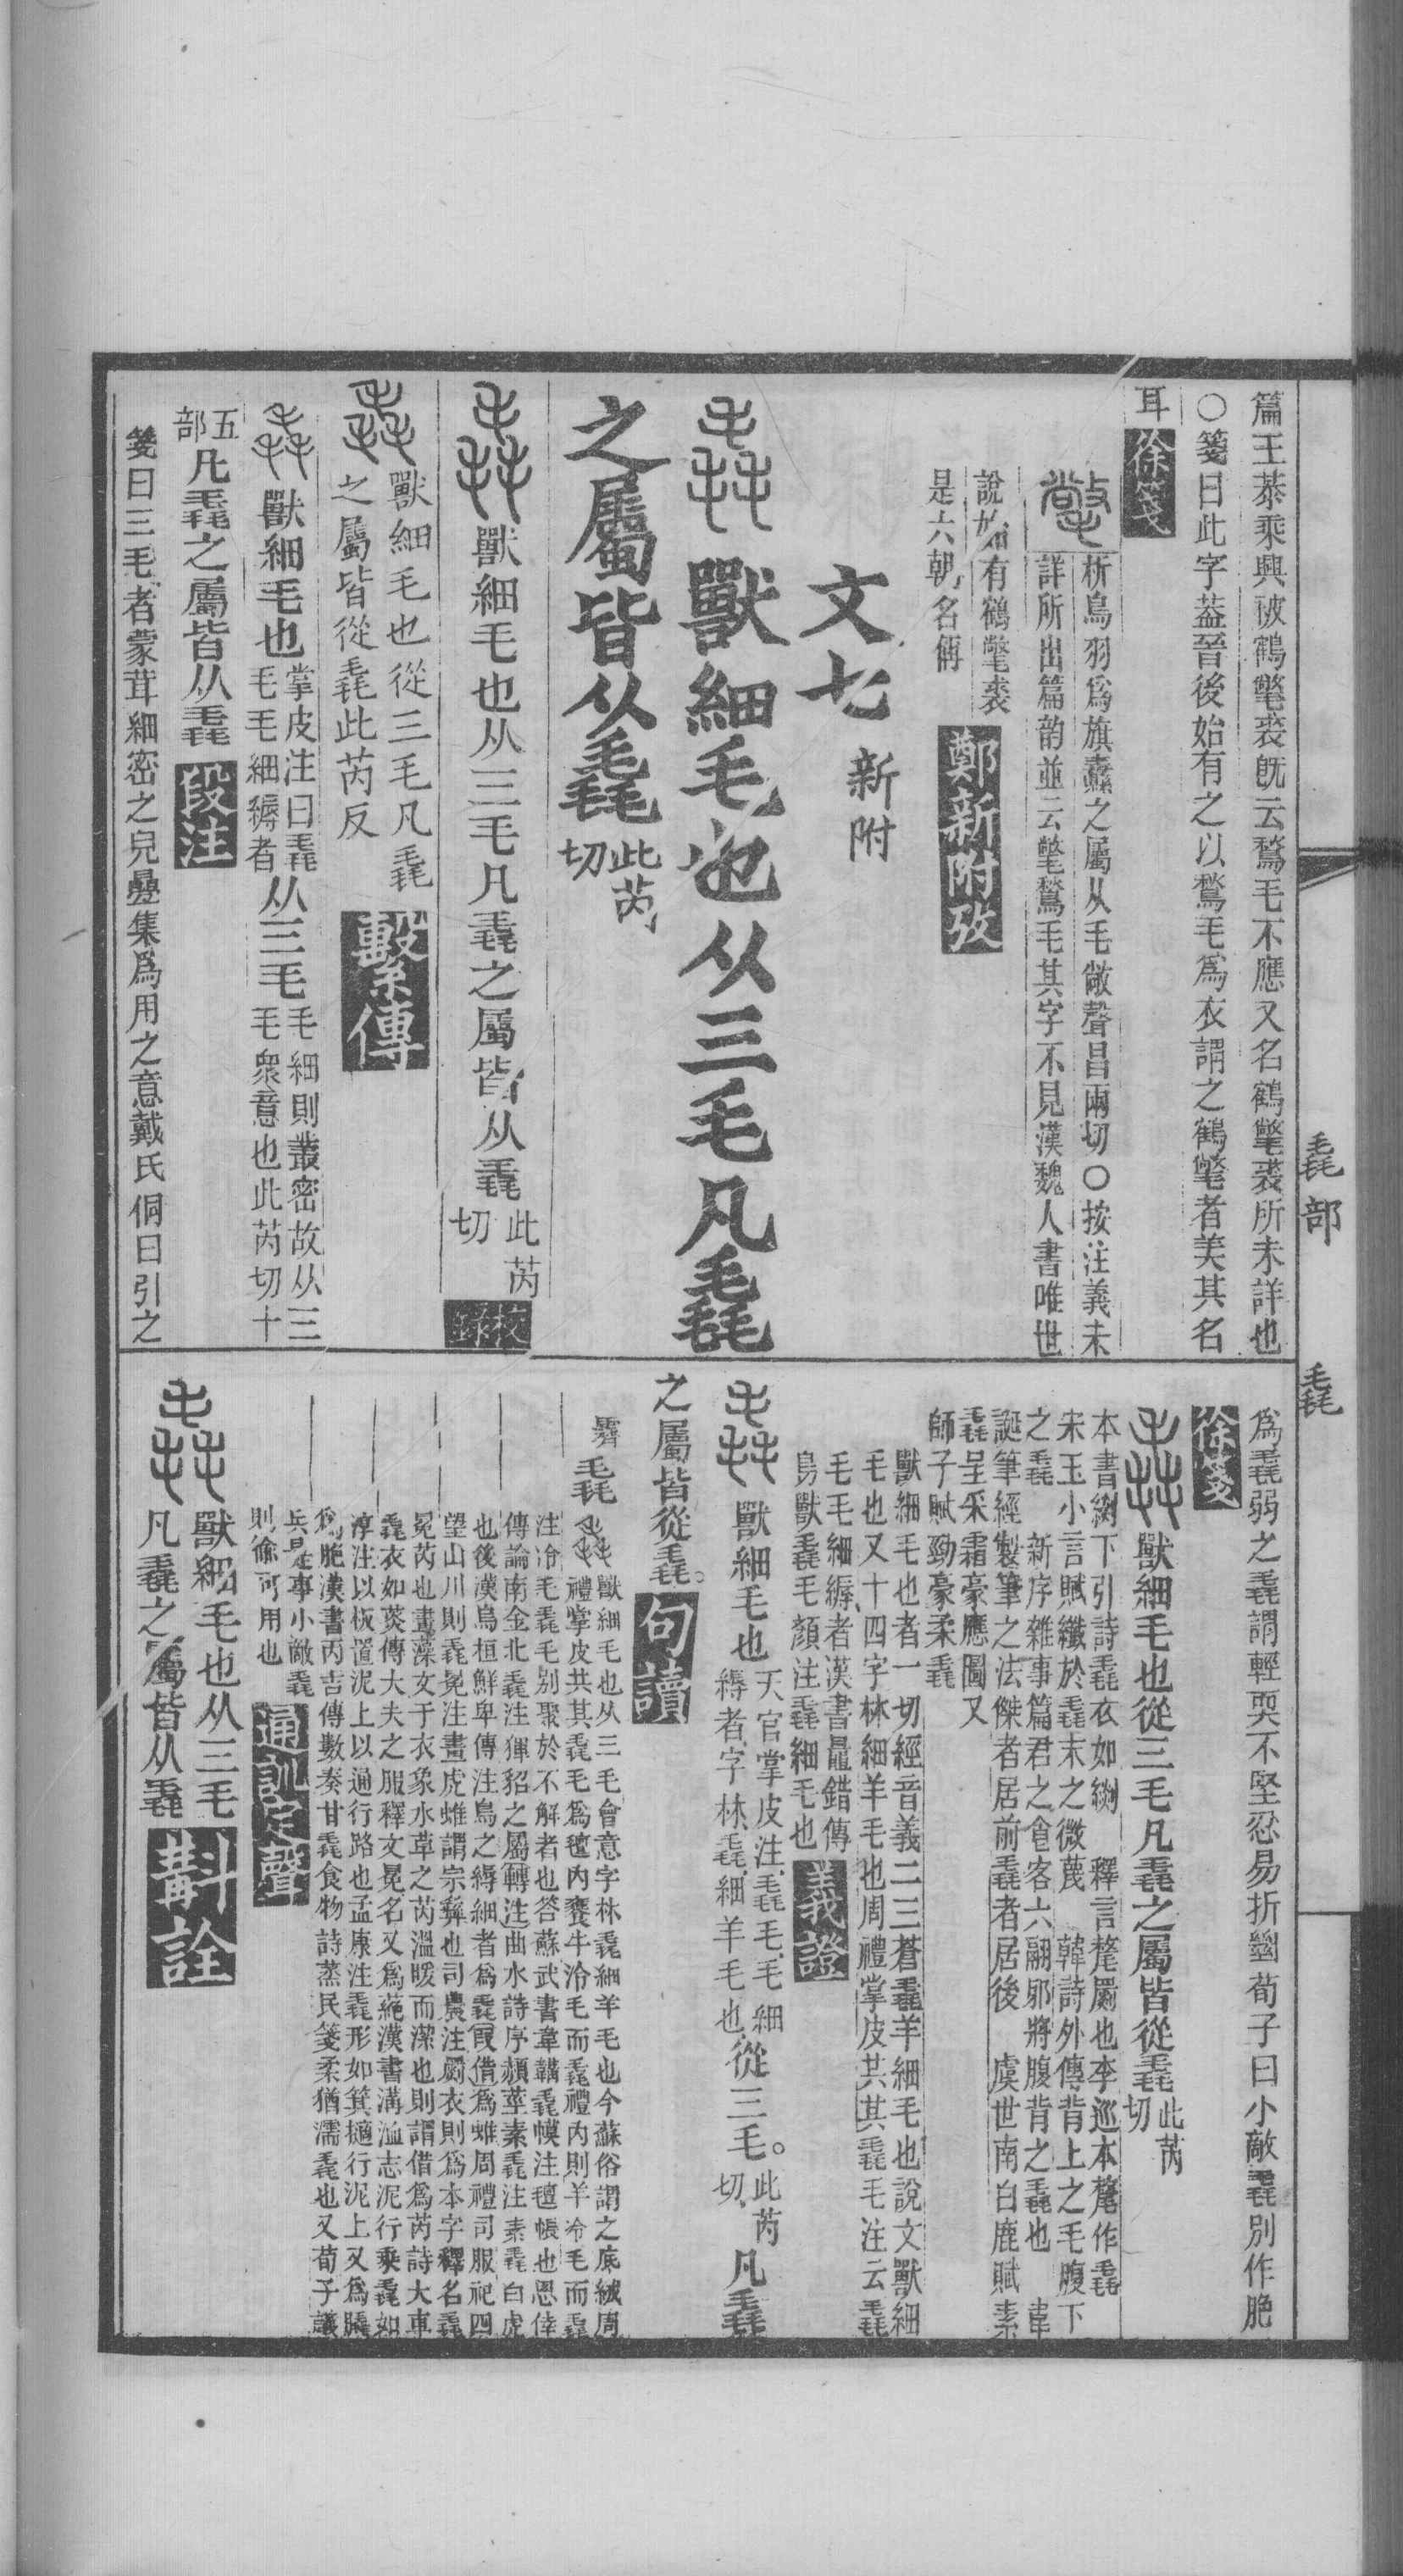 篇王恭乘興被鶴氅裘旣云鶖毛不應又名鶴氅裘所未詳也
○箋曰此字葢晉後始有之以鶖毛爲衣謂之鶴氅者美其名
耳 徐箋
析鳥羽爲旗纛之屬从毛敞聲昌兩切○按注義未
詳所出篇韵並云氅鶖毛其字不見漢魏人書唯世
說始有鶴氅裘
是六朝名偁 鄭新附攷
文七 新附
獸細毛也从三毛凡毳
之屬皆从毳 此芮切
獸細毛也从三毛凡毳之屬皆从毳 此芮切 校錄
獸細毛也從三毛凡毳
之屬皆從毳此芮反 繫傳
獸細毛也 掌皮注曰毳毛毛細縟者 从三毛 毛細則叢密故从三毛衆意也此芮切十
五部 凡毳之屬皆从毳 段注
箋曰三毛者蒙茸細密之皃曡集爲用之意戴氏侗曰引之
爲毳弱之毳謂輕耎不堅忍易折𢇍荀子曰小敵毳別作脃
徐箋
獸細毛也從三毛凡毳之屬皆從毳 此芮切
本書緅下引詩毳衣如緅 釋言氂罽也李巡本氂作毳
宋玉小言賦纖於毳末之微蔑 韓詩外傳背上之毛腹下
之毳 新序雜事篇君之食客六翮邪將腹背之毳也 韋
誕筆經製筆之法傑者居前毳者居後 虞世南白鹿賦素
毳呈采霜豪應圖又
師子賦勁豪柔毳
獸細毛也者一切經音義二三蒼毳羊細毛也說文獸細
毛也又十四字林細羊毛也周禮掌皮共其毳毛注云毳
毛毛細縟者漢書鼂錯傳
鳥獸毳毛顏注毳細毛也 義證
獸細毛也 天官掌皮注毳毛毛細縟者字林毳細羊毛也 從三毛。 此芮切 凡毳
之屬皆從毳。 句讀
毳 獸細毛也从三毛會意字林毳細羊毛也今蘇俗謂之底絨周
禮掌皮共其毳毛爲氊內饔牛泠毛而毳禮內則羊泠毛而毳
注泠毛毳毛別聚於不解者也答蘇武書韋韝毳幙注氊帳也恩倖
傳論南金北毳注貚貂之屬轉注曲水詩序頳莖素毳注素毳白虎
也後漢烏桓鮮卑傳注鳥之縟細者爲毳叚借爲蜼周禮司服祀四
望山川則毳冕注畫虎蜼謂宗彝也司農注罽衣則爲本字釋名毳
冕芮也畫藻文于衣象水草之芮溫暖而潔也則謂借爲芮詩大車
毳衣如菼傳大夫之服釋文冕名又爲蕝漢書溝洫志泥行乘毳如
淳注以板置泥上以通行路也孟康注毳形如箕擿行泥上又爲膬
爲脃漢書丙吉傳數奏甘毳食物詩蒸民箋柔猶濡毳也又荀子議
兵是事小敵毳
則偷可用也 通訓定聲
獸細毛也从三毛
凡毳之屬皆从毳 斠詮
毳部
毳